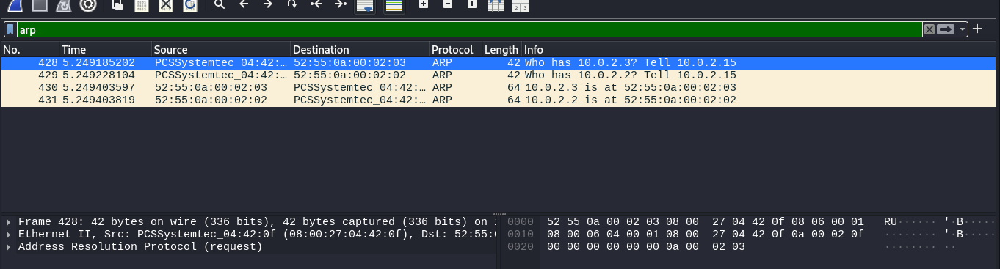 arp
No. Time Source Destination Protocol Length Info
428 5.249185202 PCSSystemtec_04:42:… 52:55:0a:00:02:03 ARP 42 Who has 10.0.2.3? Tell 10.0.2.15
429 5.249228104 PCSSystemtec_04:42:… 52:55:0a:00:02:02 ARP 42 Who has 10.0.2.2? Tell 10.0.2.15
430 5.249403597 52:55:0a:00:02:03 PCSSystemtec_04:42:… ARP 64 10.0.2.3 is at 52:55:0a:00:02:03
431 5.249403819 52:55:0a:00:02:02 PCSSystemtec_04:42:… ARP 64 10.0.2.2 is at 52:55:0a:00:02:02
Frame 428: 42 bytes on wire (336 bits), 42 bytes captured (336 bits) on
Ethernet II, Src: PCSSystemtec_04:42:0f (08:00:27:04:42:0f), Dst: 52:55:0
Address Resolution Protocol (request)
0000 52 55 0a 00 02 03 08 00 27 04 42 0f 08 06 00 01 RU······ '·B·····
0010 08 00 06 04 00 01 08 00 27 04 42 0f 0a 00 02 0f ········ '·B·····
0020 00 00 00 00 00 00 0a 00 02 03 ········ ··